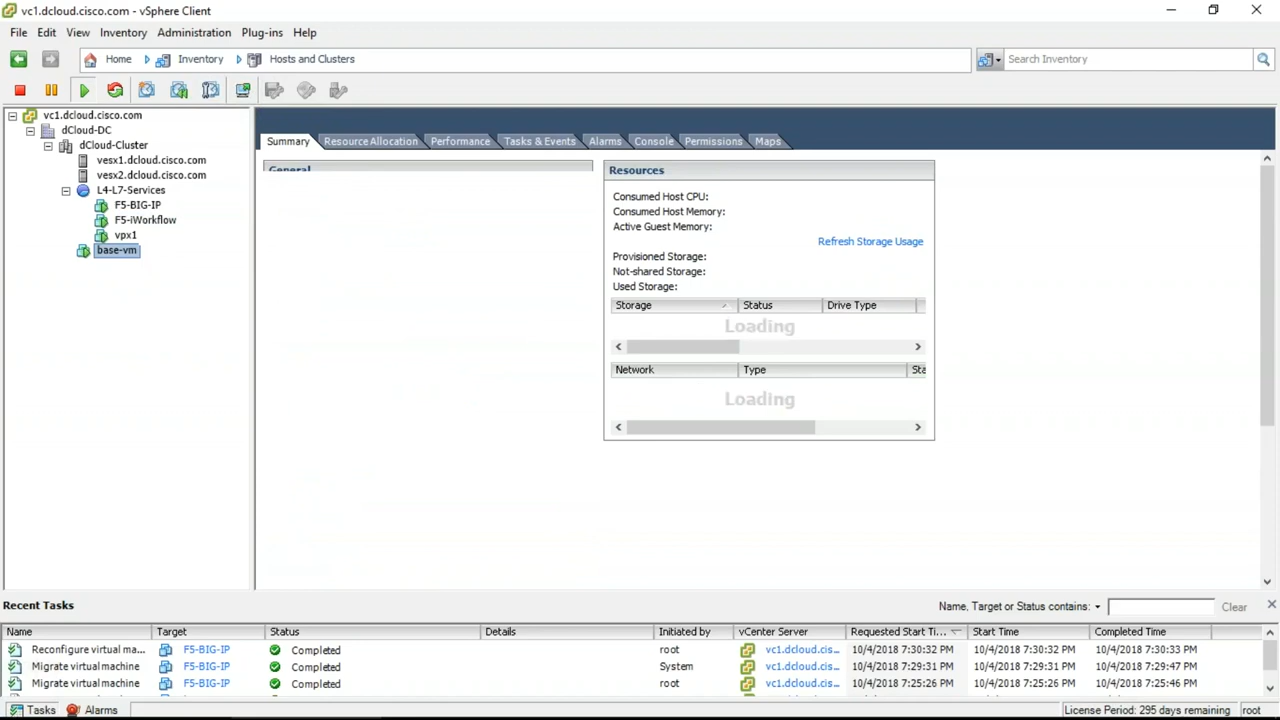 vc1.dcloud.cisco.com - vSphere Client
File Edit View Inventory Administration Plug-ins Help
Home Inventory Hosts and Clusters Search Inventory
vc1.dcloud.cisco.com
dCloud-DC
dCloud-Cluster
vesx1.dcloud.cisco.com
vesx2.dcloud.cisco.com
L4-L7-Services
F5-BIG-IP
F5-iWorkflow
vpx1
base-vm
Summary Resource Allocation Performance Tasks & Events Alarms Console Permissions Maps
General
Resources
Consumed Host CPU:
Consumed Host Memory:
Active Guest Memory:
Refresh Storage Usage
Provisioned Storage:
Not-shared Storage:
Used Storage:
Storage Status Drive Type
Loading
Network Type Sta
Loading
Recent Tasks Name, Target or Status contains: Clear
Name Target Status Details Initiated by vCenter Server Requested Start Ti... Start Time Completed Time
Reconfigure virtual ma... F5-BIG-IP Completed root vc1.dcloud.cis... 10/4/2018 7:30:32 PM 10/4/2018 7:30:32 PM 10/4/2018 7:30:33 PM
Migrate virtual machine F5-BIG-IP Completed System vc1.dcloud.cis... 10/4/2018 7:29:31 PM 10/4/2018 7:29:31 PM 10/4/2018 7:29:47 PM
Migrate virtual machine F5-BIG-IP Completed root vc1.dcloud.cis... 10/4/2018 7:25:26 PM 10/4/2018 7:25:26 PM 10/4/2018 7:25:46 PM
Tasks Alarms License Period: 295 days remaining root